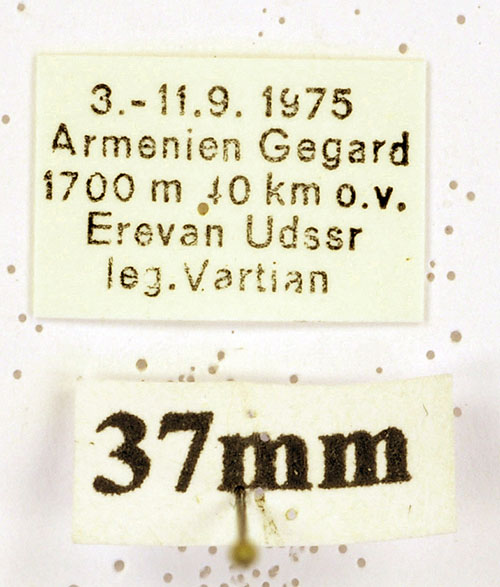 3.-11.9. 1975
Armenien Gegard
1700 m 40 km o.v.
Erevan Udssr
leg.Vartian
37mm